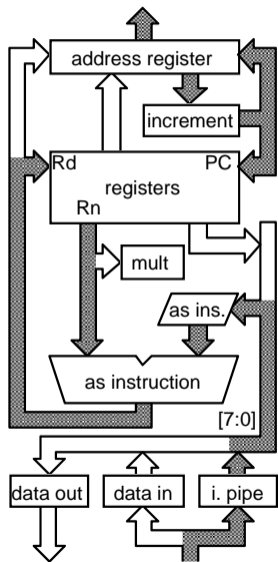 address register
increment
Rd
PC
registers
Rn
mult
as ins.
as instruction
[7:0]
data out
data in
i. pipe